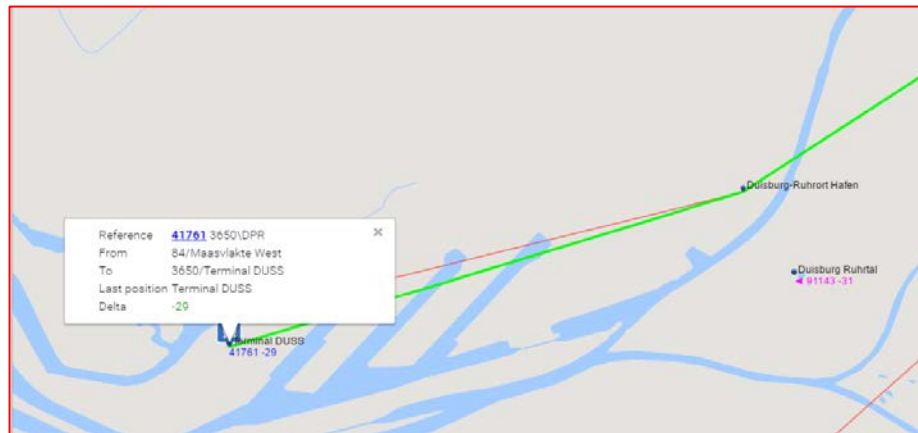 Duisburg-Ruhrort Hafen
Reference 41761 3650\DPR
From 84/Maasvlakte West
To 3650/Terminal DUSS
Last position Terminal DUSS
Delta -29
Duisburg Ruhrtal
◄ 91143 -31
Terminal DUSS
41761 -29